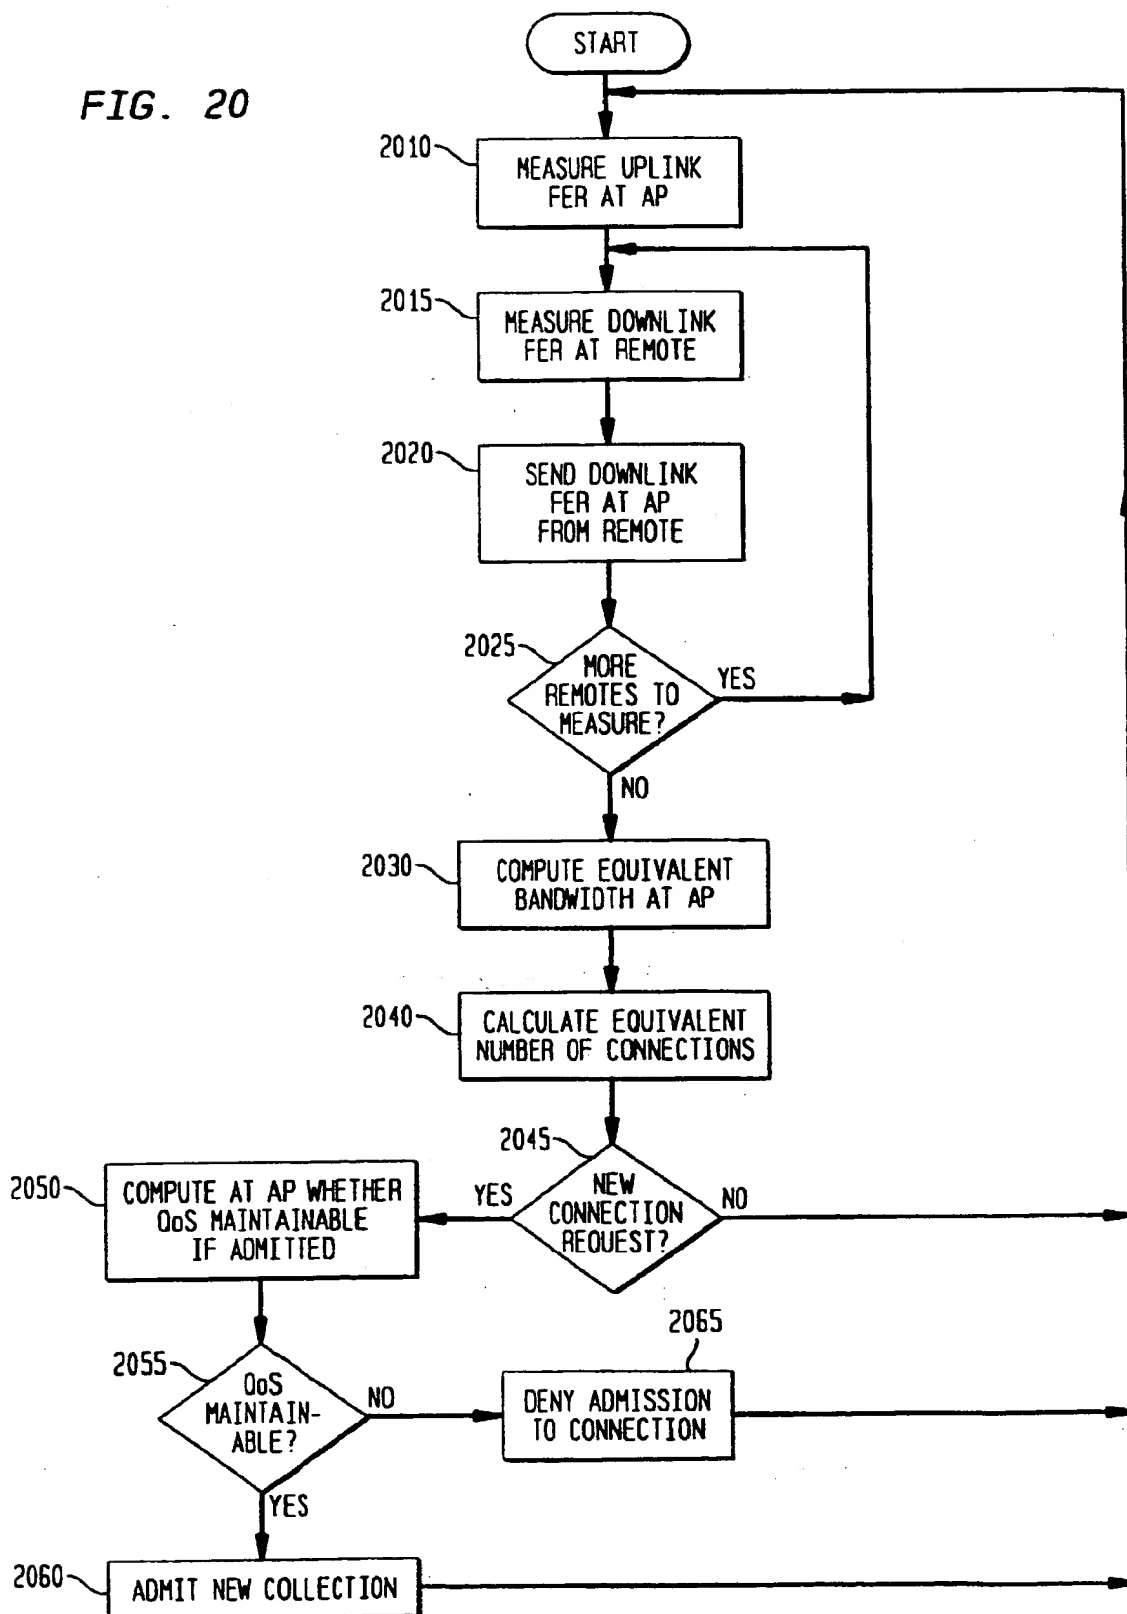 START
FIG. 20
2010
MEASURE UPLINK
FER AT AP
2015
MEASURE DOWNLINK
FER AT REMOTE
2020
SEND DOWNLINK
FER AT AP
FROM REMOTE
2025
MORE
REMOTES TO
MEASURE?
YES
NO
2030
COMPUTE EQUIVALENT
BANDWIDTH AT AP
2040
CALCULATE EQUIVALENT
NUMBER OF CONNECTIONS
2045
NEW
CONNECTION
REQUEST?
YES
NO
2050
COMPUTE AT AP WHETHER
QoS MAINTAINABLE
IF ADMITTED
2055
QoS
MAINTAIN-
ABLE?
NO
YES
2065
DENY ADMISSION
TO CONNECTION
2060
ADMIT NEW COLLECTION